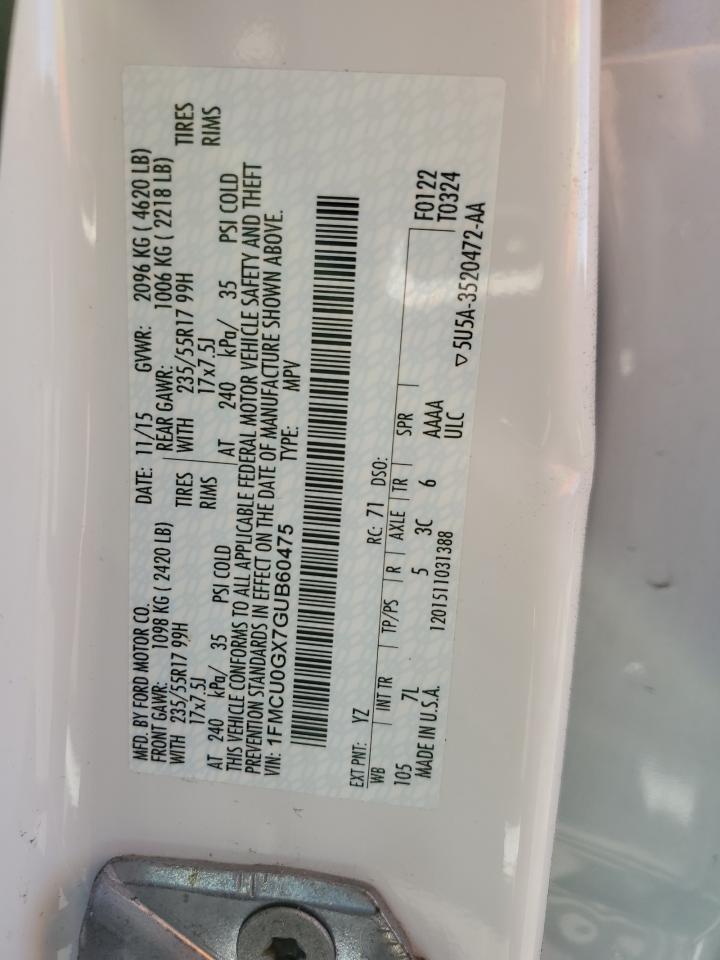 MFD. BY FORD MOTOR CO.
DATE: 11/15 GVWR: 2096 KG ( 4620 LB)
FRONT GAWR: 1098 KG ( 2420 LB) REAR GAWR: 1006 KG ( 2218 LB)
WITH 235/55R17 99H TIRES WITH 235/55R17 99H TIRES
17x7.5J RIMS 17x7.5J RIMS
AT 240 kPa/ 35 PSI COLD AT 240 kPa/ 35 PSI COLD
THIS VEHICLE CONFORMS TO ALL APPLICABLE FEDERAL MOTOR VEHICLE SAFETY AND THEFT
PREVENTION STANDARDS IN EFFECT ON THE DATE OF MANUFACTURE SHOWN ABOVE.
VIN: 1FMCU0GX7GUB60475 TYPE: MPV
EXT PNT: YZ RC: 71 DSO:
WB INT TR TP/PS R AXLE TR SPR F0122
105 7L 5 3C 6 AAAA T0324
MADE IN U.S.A. 1201511031388 ULC
▽5U5A-3520472-AA